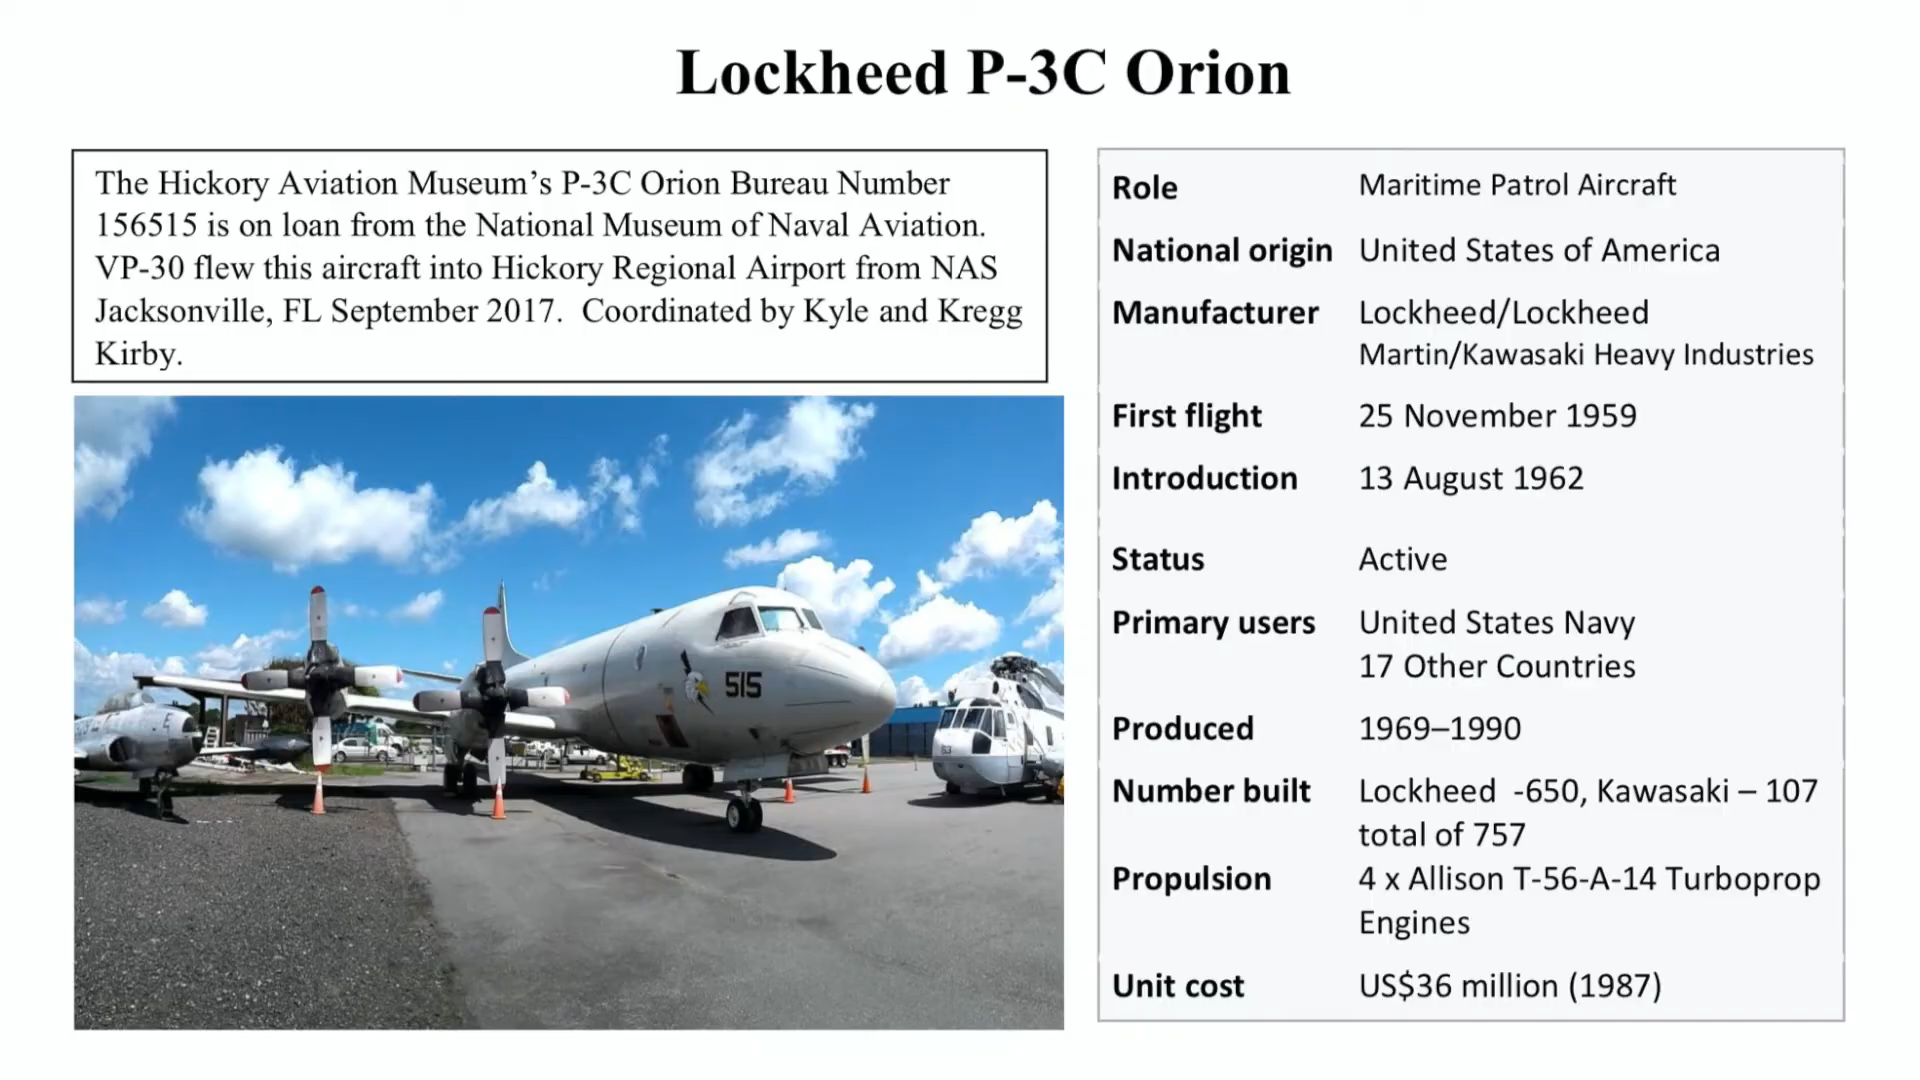 Lockheed P-3C Orion
The Hickory Aviation Museum’s P-3C Orion Bureau Number
156515 is on loan from the National Museum of Naval Aviation.
VP-30 flew this aircraft into Hickory Regional Airport from NAS
Jacksonville, FL September 2017.  Coordinated by Kyle and Kregg
Kirby.
515
E
Role Maritime Patrol Aircraft
National origin United States of America
Manufacturer Lockheed/Lockheed
Martin/Kawasaki Heavy Industries
First flight 25 November 1959
Introduction 13 August 1962
Status Active
Primary users United States Navy
17 Other Countries
Produced 1969–1990
Number built Lockheed  -650, Kawasaki – 107
total of 757
Propulsion 4 x Allison T-56-A-14 Turboprop
Engines
Unit cost US$36 million (1987)